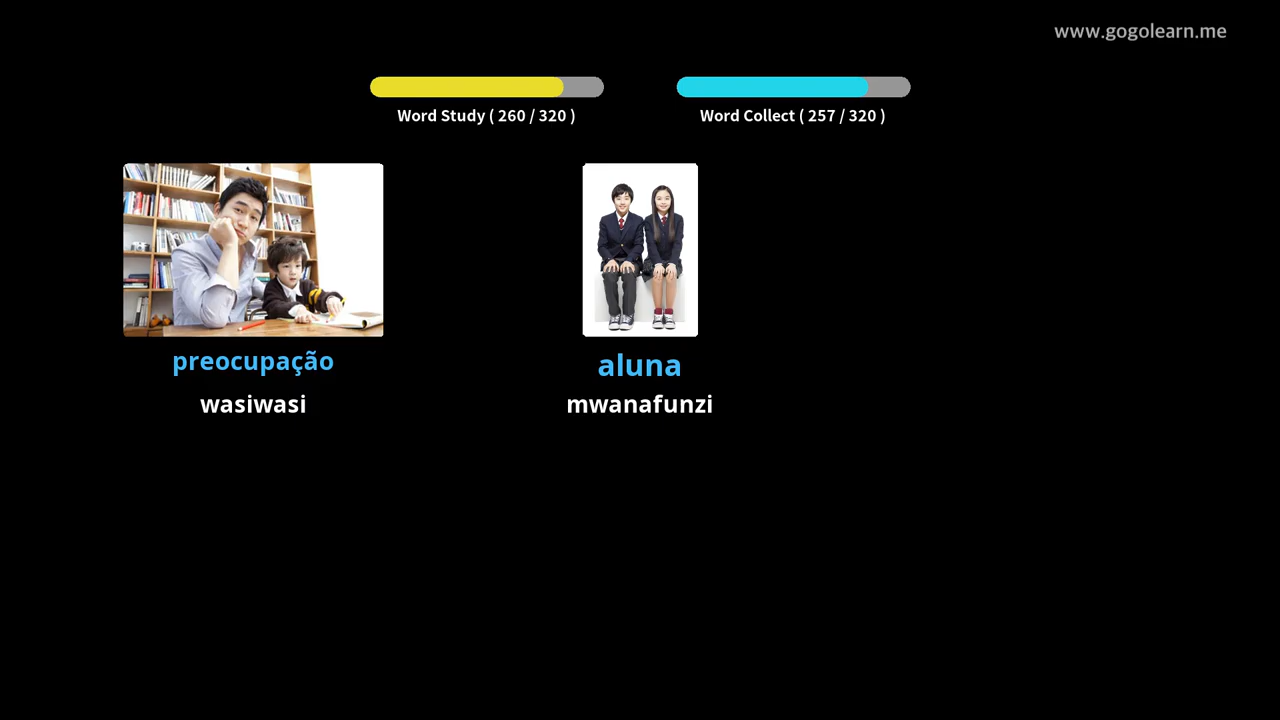 www.gogolearn.me
Word Study ( 260 / 320 )
Word Collect ( 257 / 320 )
preocupação
wasiwasi
aluna
mwanafunzi